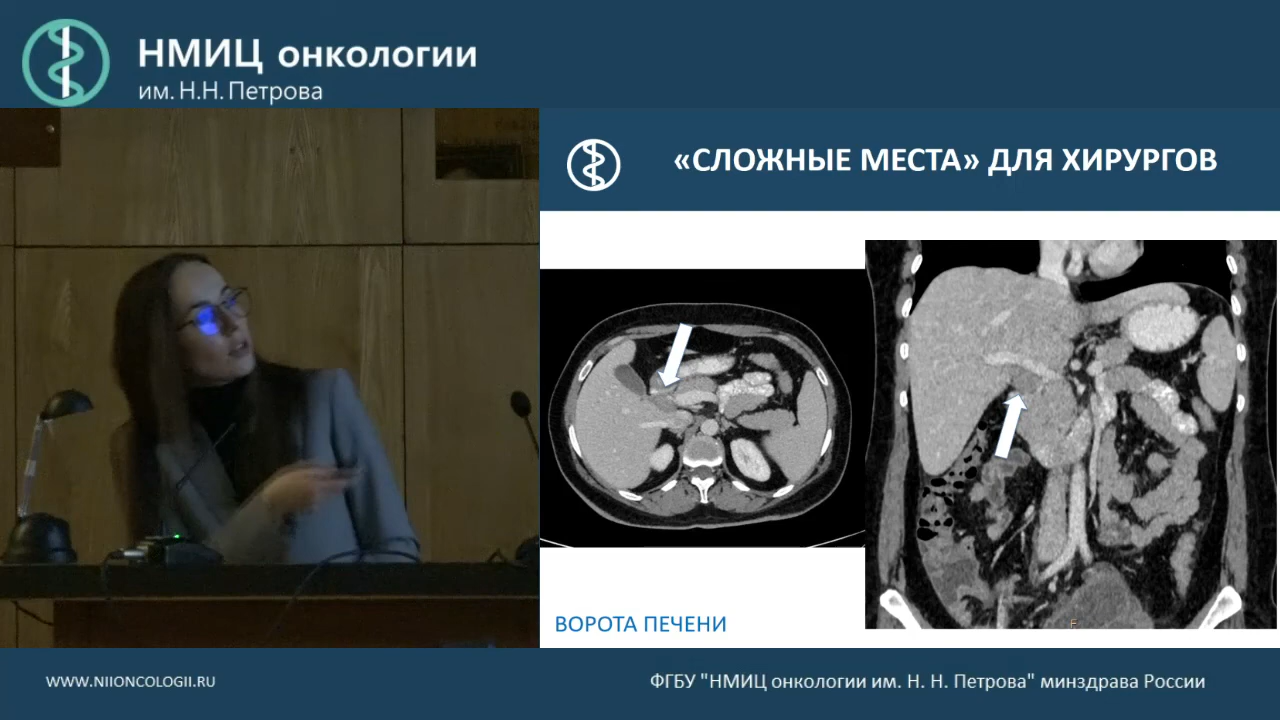 НМИЦ онкологии
им. Н.Н. Петрова
«СЛОЖНЫЕ МЕСТА» ДЛЯ ХИРУРГОВ
ВОРОТА ПЕЧЕНИ
F
WWW.NIIONCOLOGII.RU
ФГБУ "НМИЦ онкологии им. Н. Н. Петрова" минздрава России